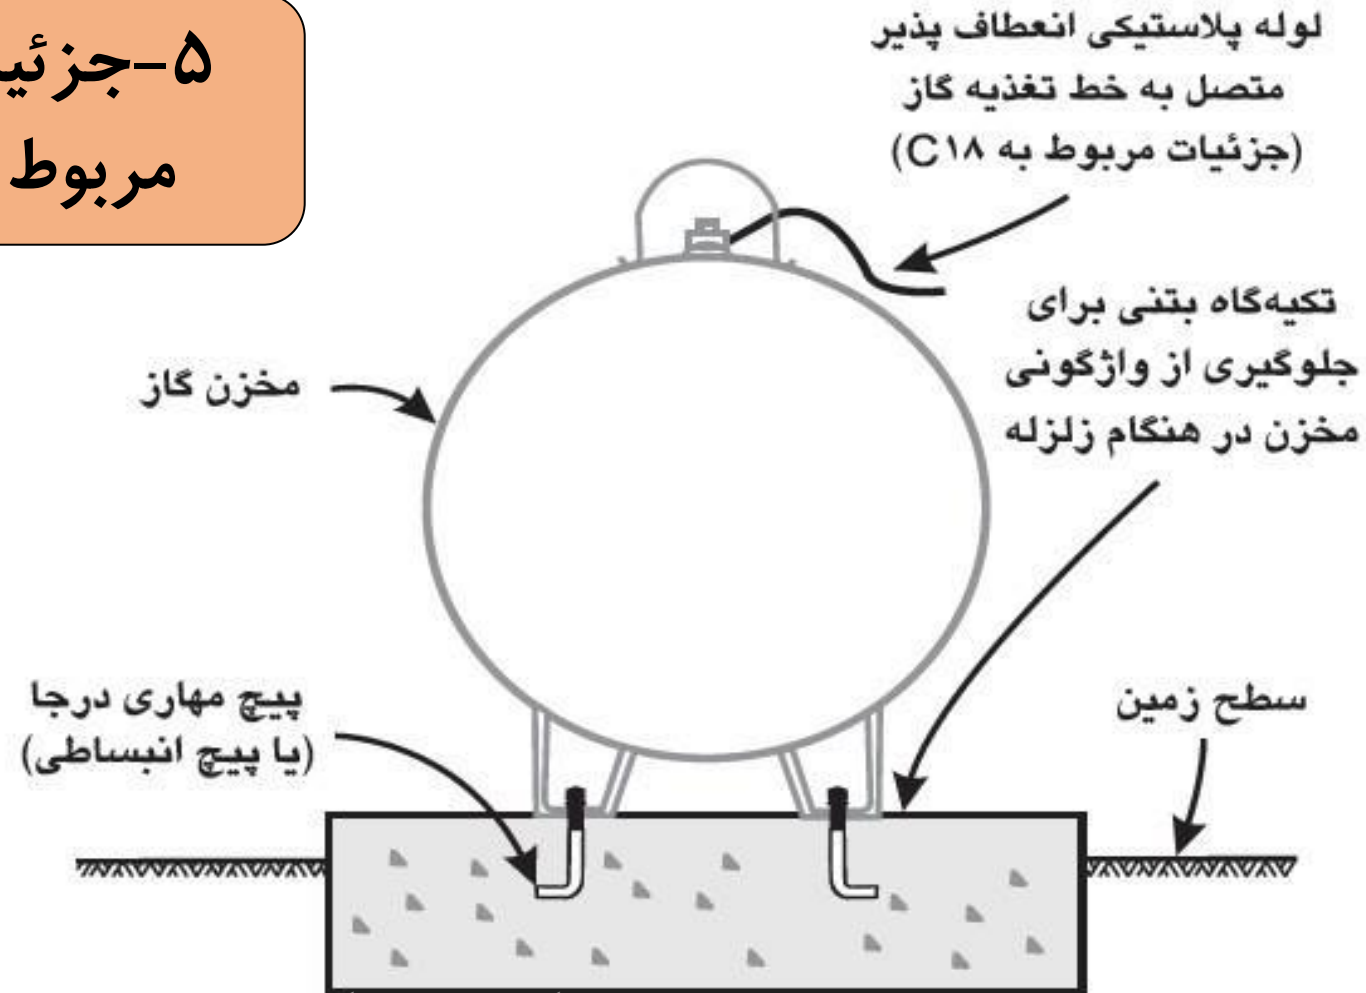 ۵-جزئیا
مربوط
لوله پلاستیکی انعطاف پذیر
متصل به خط تغذیه گاز
(جزئیات مربوط به C۱۸)
تکیه‌گاه بتنی برای
جلوگیری از واژگونی
مخزن در هنگام زلزله
مخزن گاز
پیچ مهاری درجا
(یا پیچ انبساطی)
سطح زمین